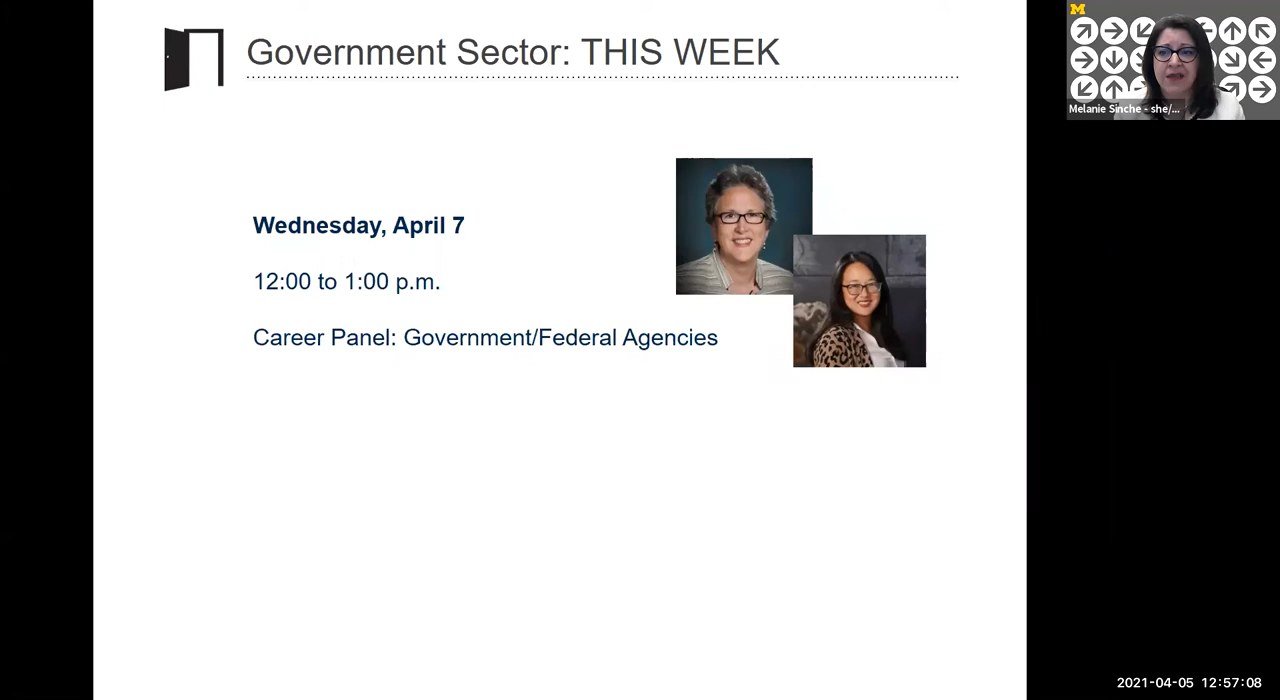 Government Sector: THIS WEEK
M
Melanie Sinche - she/...
Wednesday, April 7
12:00 to 1:00 p.m.
Career Panel: Government/Federal Agencies
2021-04-05 12:57:08